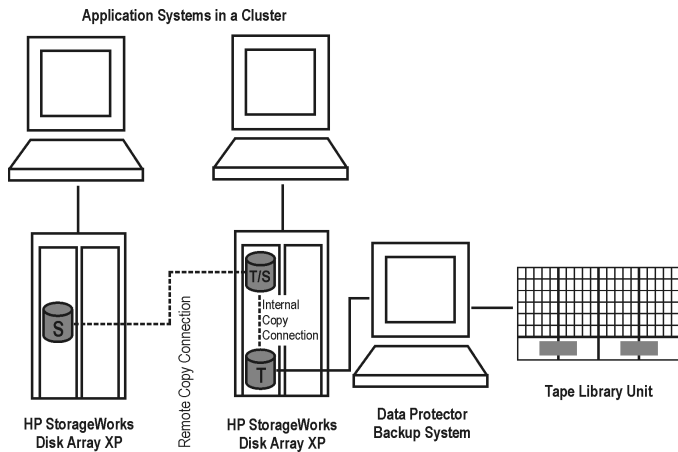 Application Systems in a Cluster
T/S
Internal
Copy
Connection
S
T
Remote Copy Connection
HP StorageWorks
Disk Array XP
HP StorageWorks
Disk Array XP
Data Protector
Backup System
Tape Library Unit